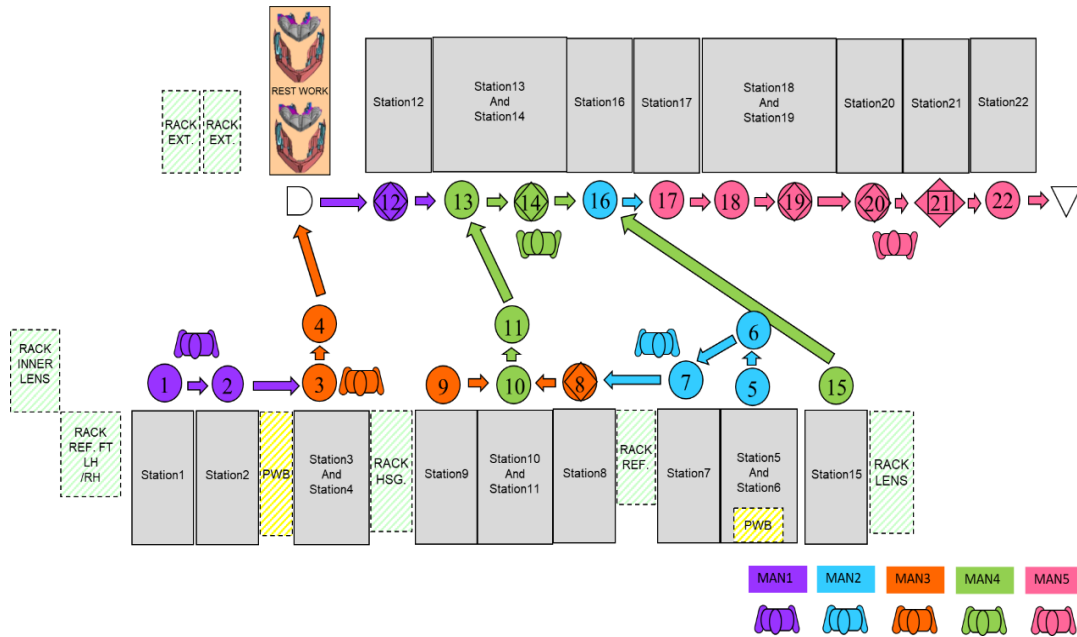 REST WORK
RACK
EXT.
RACK
EXT.
Station12
Station13
And
Station14
Station16
Station17
Station18
And
Station19
Station20
Station21
Station22
12
13
14
16
17
18
19
20
21
22
4
11
6
1
2
3
9
10
8
7
5
15
RACK
INNER
LENS
RACK
REF. FT
LH
/RH
Station1
Station2
PWB
Station3
And
Station4
RACK
HSG.
Station9
Station10
And
Station11
Station8
RACK
REF.
Station7
Station5
And
Station6
PWB
Station15
RACK
LENS
MAN1
MAN2
MAN3
MAN4
MAN5